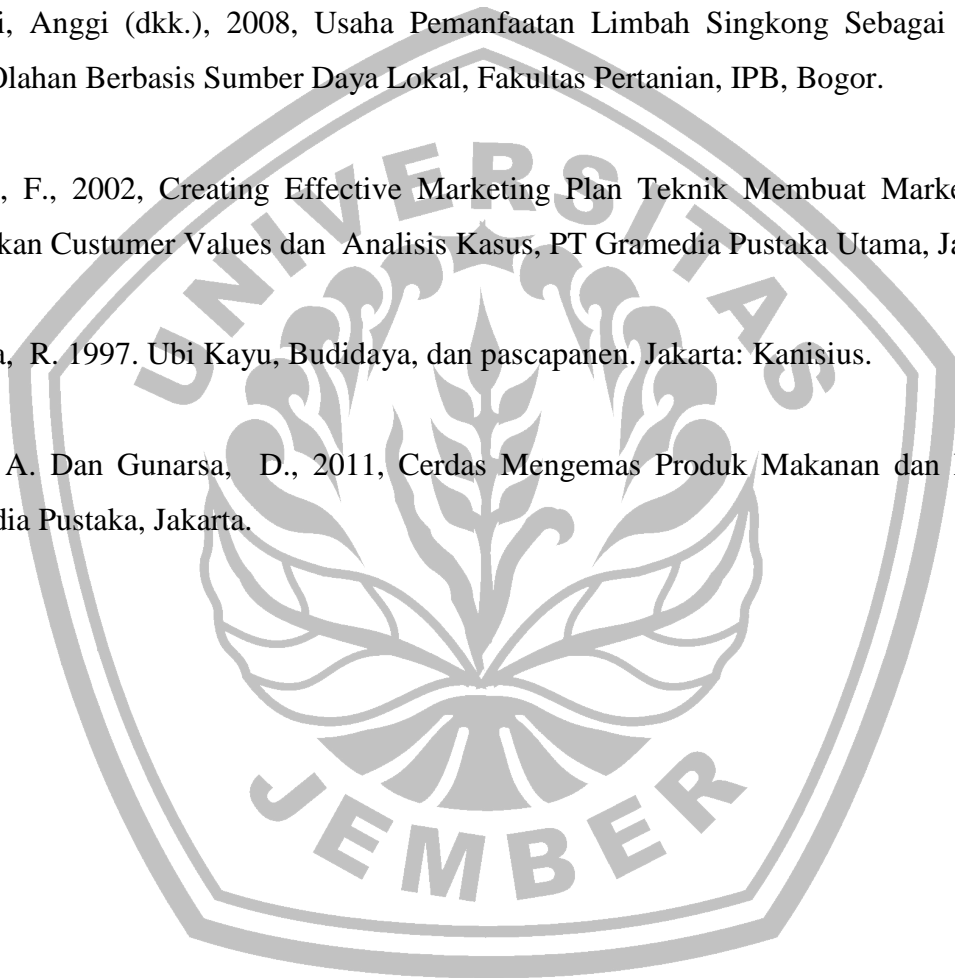 i, Anggi (dkk.), 2008, Usaha Pemanfaatan Limbah Singkong Sebagai
Olahan Berbasis Sumber Daya Lokal, Fakultas Pertanian, IPB, Bogor.
, F., 2002, Creating Effective Marketing Plan Teknik Membuat Marke
kan Custumer Values dan Analisis Kasus, PT Gramedia Pustaka Utama, Ja
a, R. 1997. Ubi Kayu, Budidaya, dan pascapanen. Jakarta: Kanisius.
A. Dan Gunarsa, D., 2011, Cerdas Mengemas Produk Makanan dan
dia Pustaka, Jakarta.
UNIVERSITAS
JEMBER